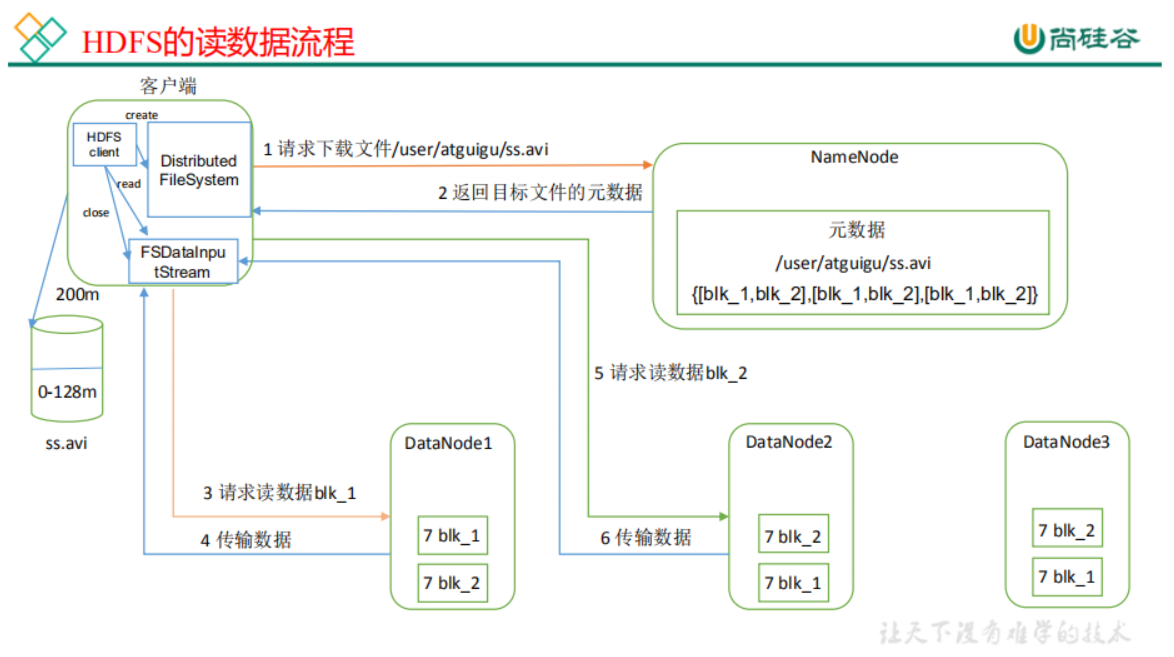 HDFS的读数据流程
尚硅谷
客户端
create
HDFS
client
Distributed
FileSystem
read
close
FSDataInpu
tStream
1 请求下载文件/user/atguigu/ss.avi
2 返回目标文件的元数据
NameNode
元数据
/user/atguigu/ss.avi
{[blk_1,blk_2],[blk_1,blk_2],[blk_1,blk_2]}
200m
0-128m
ss.avi
5 请求读数据blk_2
3 请求读数据blk_1
4 传输数据
6 传输数据
DataNode1
7 blk_1
7 blk_2
DataNode2
7 blk_2
7 blk_1
DataNode3
7 blk_2
7 blk_1
让天下没有难学的技术